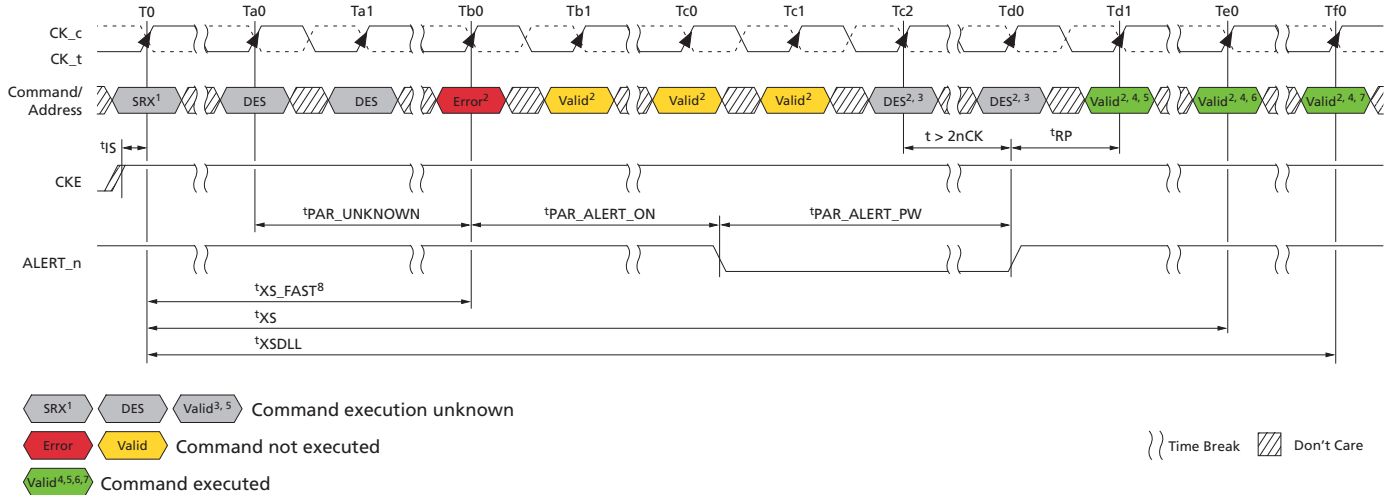 T0 Ta0 Ta1 Tb0 Tb1 Tc0 Tc1 Tc2 Td0 Td1 Te0 Tf0
CK_c
CK_t
Command/
Address
SRX¹ DES DES Error² Valid² Valid² Valid² DES²,³ DES²,³ Valid²,⁴,⁵ Valid²,⁴,⁶ Valid²,⁴,⁷
tIS t > 2nCK tRP
CKE
tPAR_UNKNOWN tPAR_ALERT_ON tPAR_ALERT_PW
ALERT_n
tXS_FAST⁸
tXS
tXSDLL
SRX¹ DES Valid³,⁵ Command execution unknown
Error Valid Command not executed
Time Break Don't Care
Valid⁴,⁵,⁶,⁷ Command executed